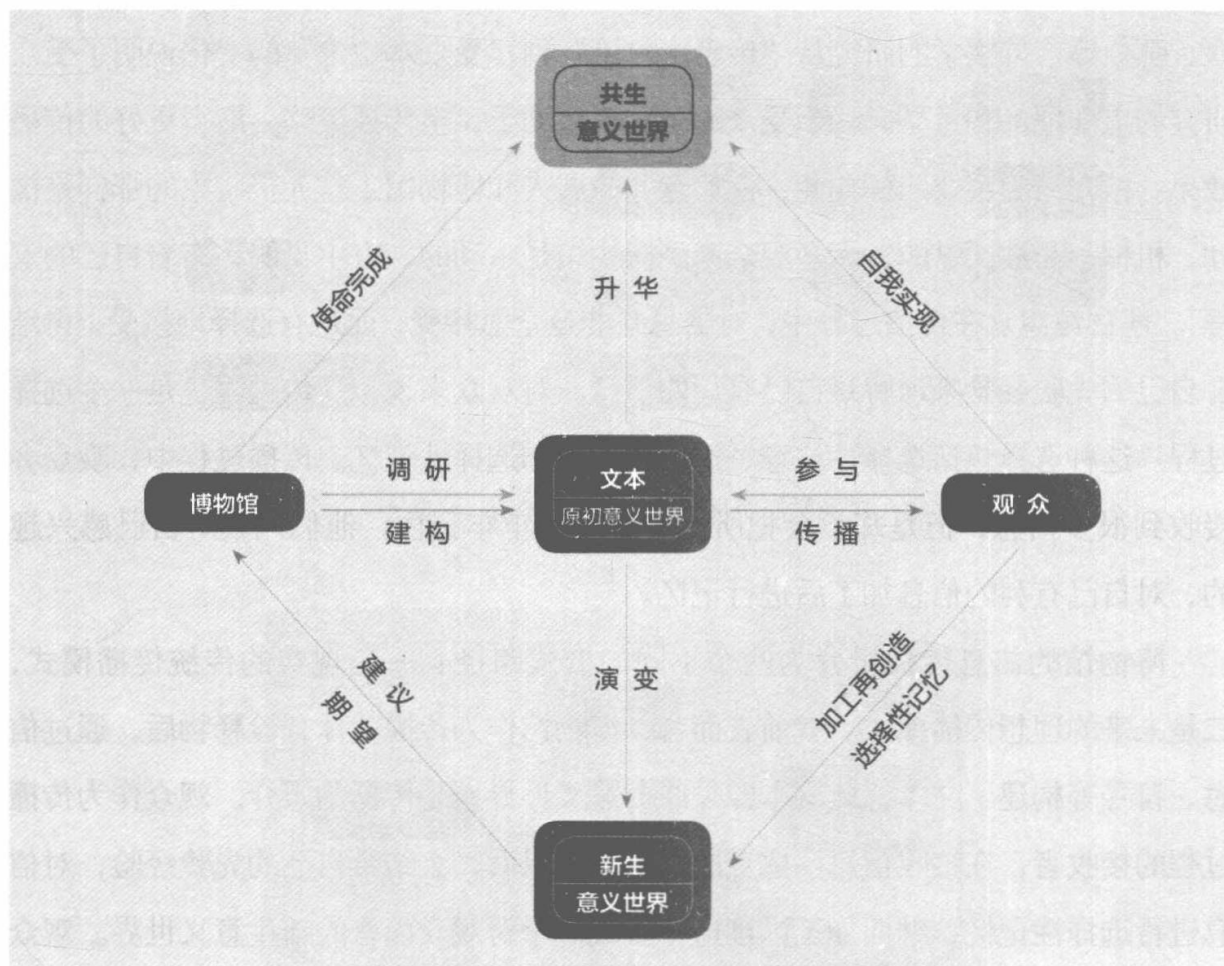 共生
意义世界
使命完成
升 华
自我实现
博物馆
调 研
建 构
文本
原初意义世界
参 与
传 播
观 众
建 议
期 望
演 变
加工再创造
选择性记忆
新生
意义世界